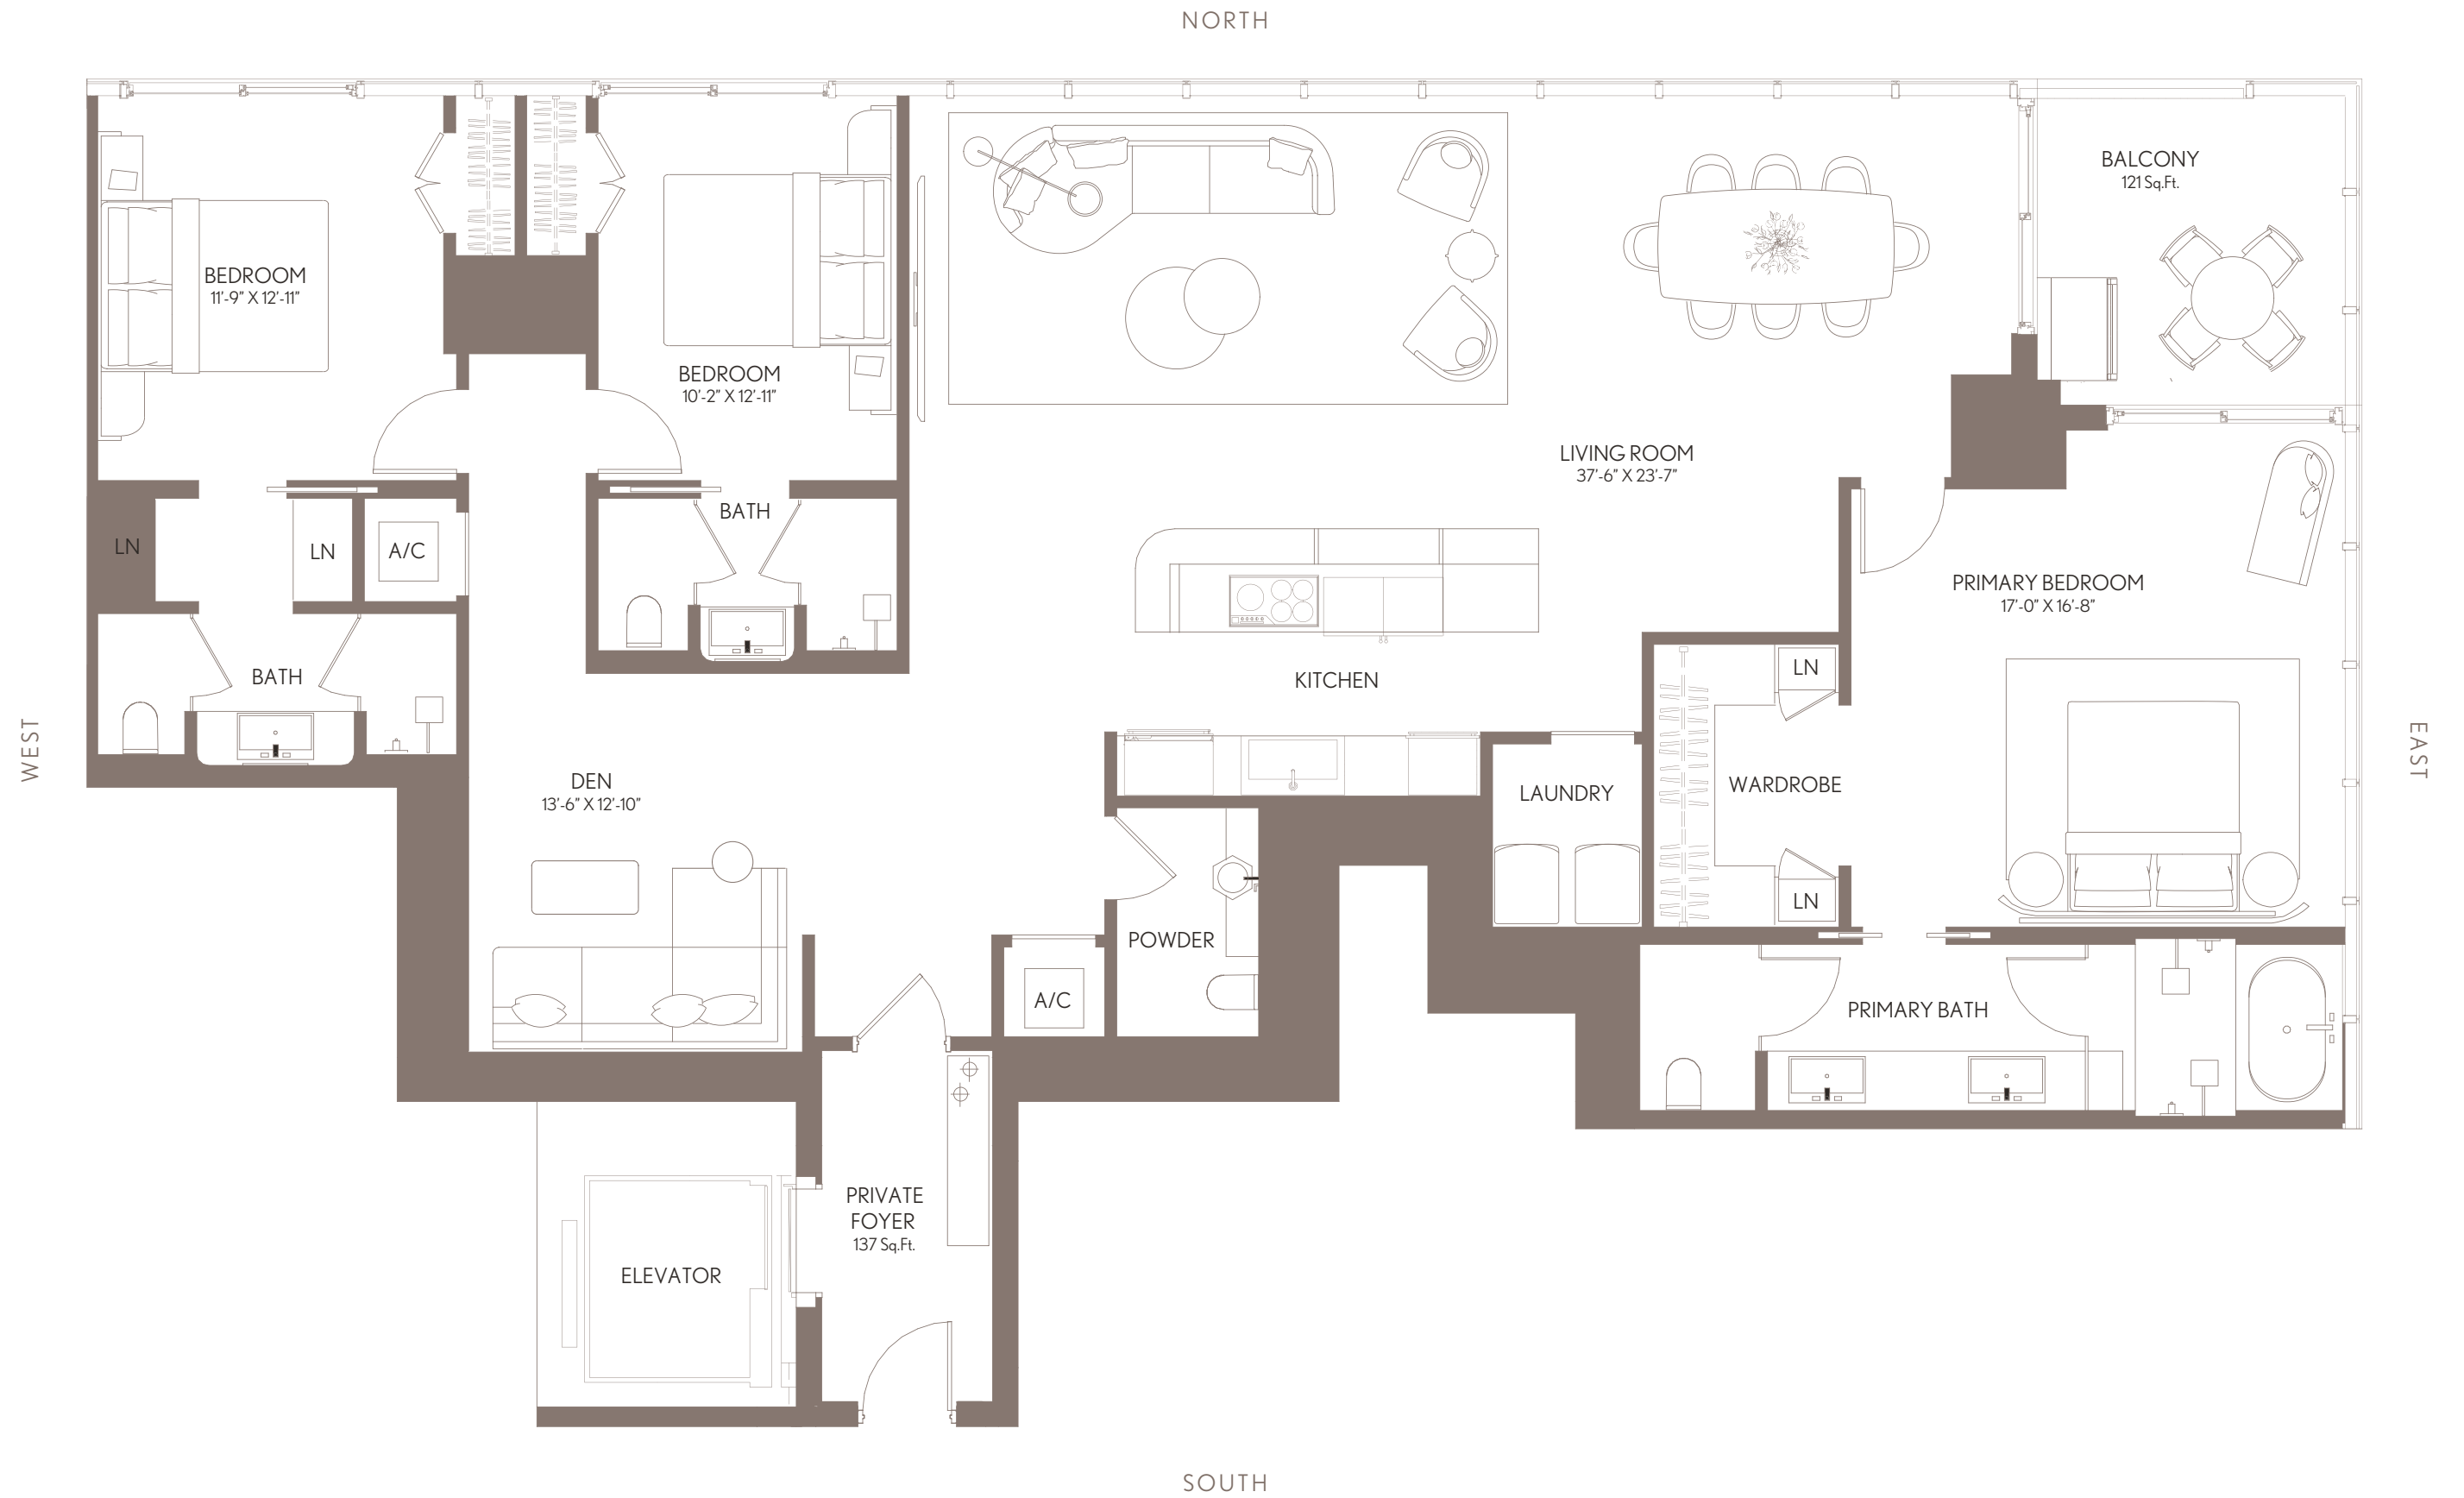 NORTH
BALCONY
121 Sq.Ft.
BEDROOM
11'-9" X 12'-11"
BEDROOM
10'-2" X 12'-11"
LIVING ROOM
37'-6" X 23'-7"
BATH
LN
LN
A/C
PRIMARY BEDROOM
17'-0" X 16'-8"
BATH
KITCHEN
LN
WEST
EAST
DEN
13'-6" X 12'-10"
LAUNDRY
WARDROBE
LN
POWDER
A/C
PRIMARY BATH
PRIVATE
FOYER
137 Sq.Ft.
ELEVATOR
SOUTH